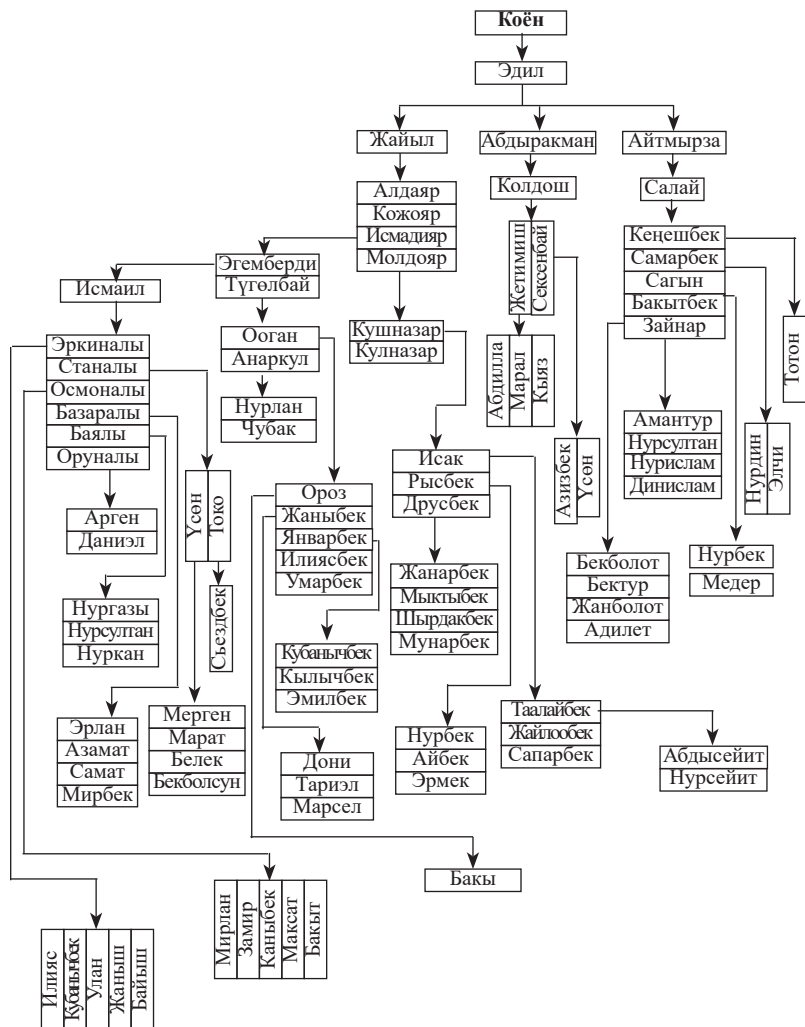 Коён
Эдил
Жайыл
Абдыракман
Айтмырза
Алдаяр
Кожояр
Исмадияр
Молдояр
Колдош
Салай
Жетимиш
Сексенбай
Кеңешбек
Самарбек
Сагын
Бакытбек
Зайнар
Эгемберди
Түгөлбай
Исмаил
Ооган
Анаркул
Кушназар
Кулназар
Тотон
Эркиналы
Станалы
Осмоналы
Базаралы
Баялы
Оруналы
Нурлан
Чубак
Абдилла
Марал
Кыяз
Амантур
Нурсултан
Нурислам
Динислам
Нурдин
Элчи
Азизбек
Үсөн
Исак
Рысбек
Друсбек
Үсөн
Токо
Ороз
Жаныбек
Январбек
Илиясбек
Умарбек
Арген
Даниэл
Жанарбек
Мыктыбек
Шырдакбек
Мунарбек
Бекболот
Бектур
Жанболот
Адилет
Нурбек
Медер
Сьездбек
Нургазы
Нурсултан
Нуркан
Кубанычбек
Кылычбек
Эмилбек
Эрлан
Азамат
Самат
Мирбек
Мерген
Марат
Белек
Бекболсун
Дони
Тариэл
Марсел
Нурбек
Айбек
Эрмек
Таалайбек
Жайлообек
Сапарбек
Абдысейит
Нурсейит
Бакы
Мирлан
Замир
Каныбек
Максат
Бакыт
Илияс
Кубанычбек
Улан
Жаныш
Байыш